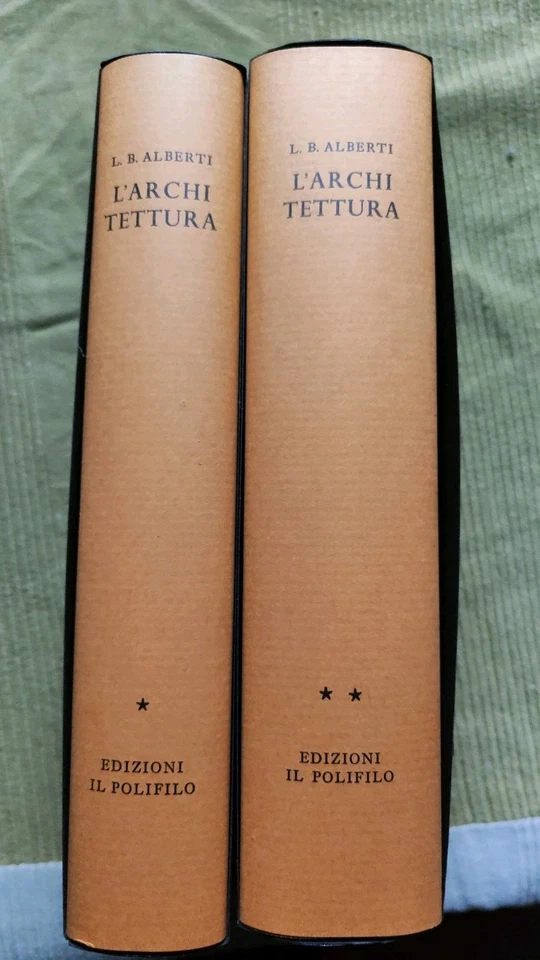 L. B. ALBERTI
L'ARCHI
TETTURA
★
EDIZIONI
IL POLIFILO
L. B. ALBERTI
L'ARCHI
TETTURA
★ ★
EDIZIONI
IL POLIFILO